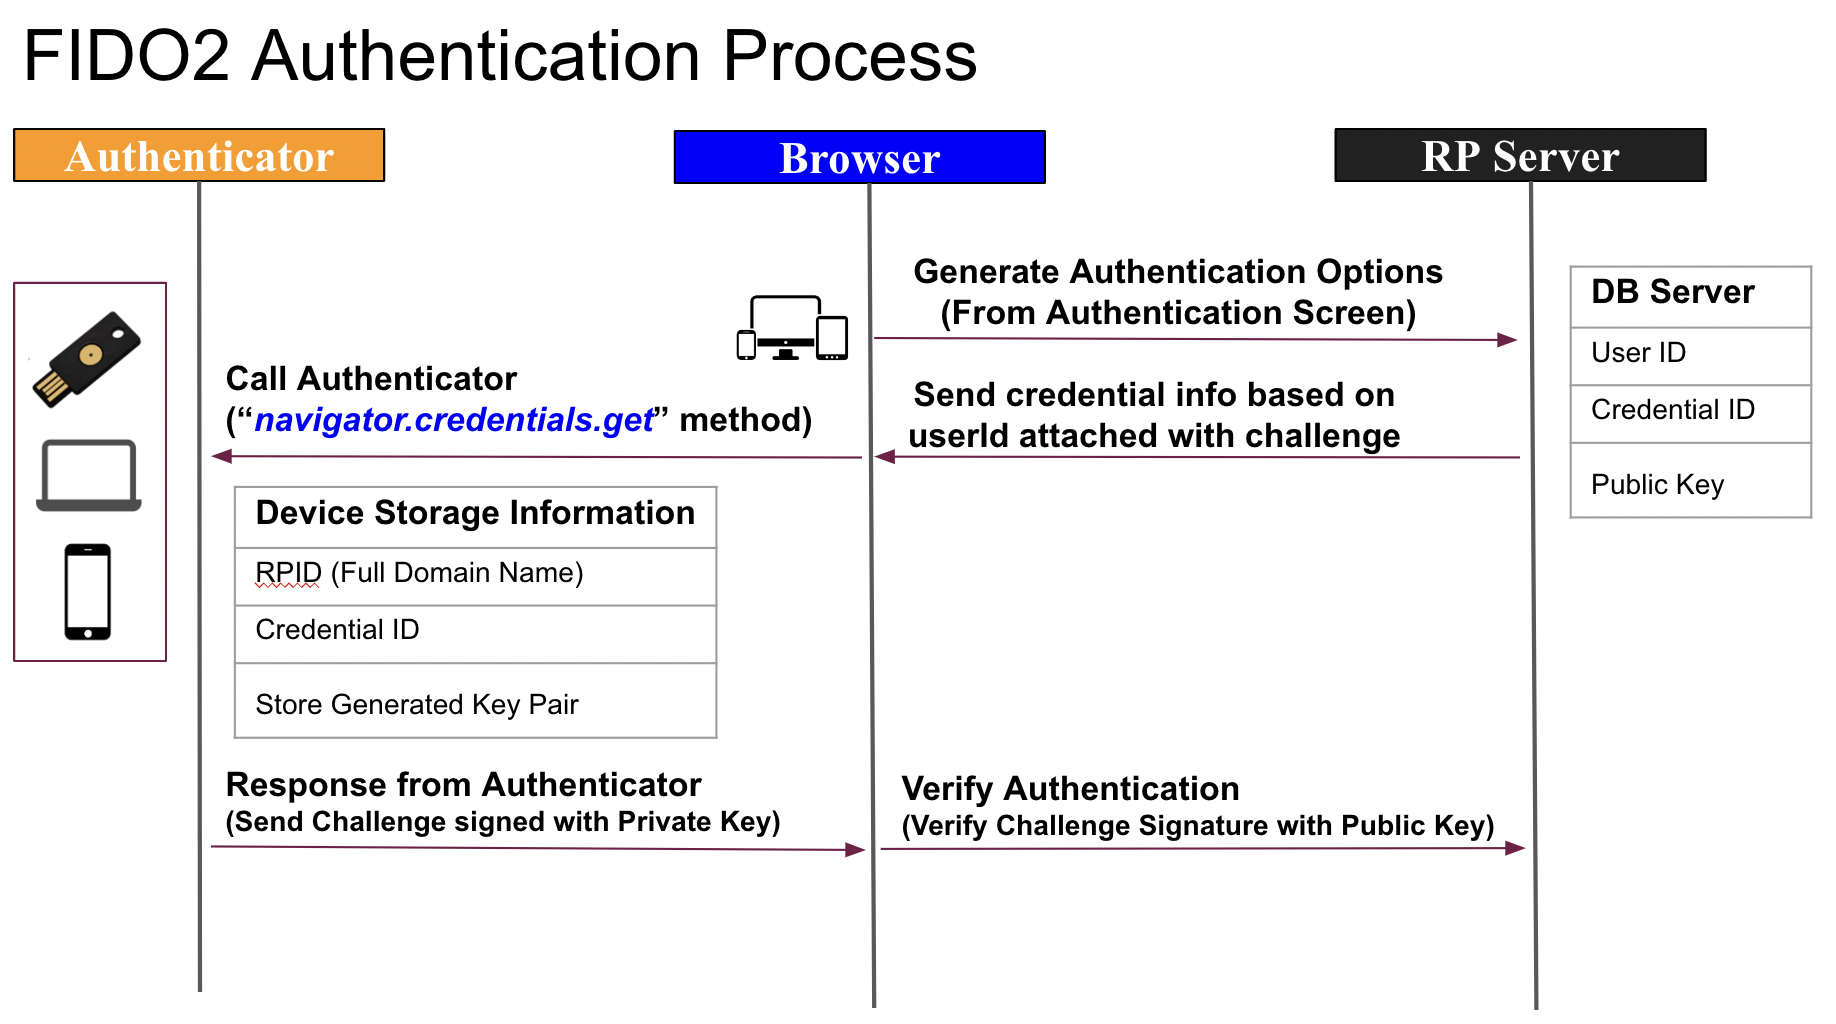 FIDO2 Authentication Process
Authenticator
Browser
RP Server
Generate Authentication Options
(From Authentication Screen)
DB Server
User ID
Credential ID
Public Key
Call Authenticator
(“navigator.credentials.get” method)
Send credential info based on
userId attached with challenge
Device Storage Information
RPID (Full Domain Name)
Credential ID
Store Generated Key Pair
Response from Authenticator
(Send Challenge signed with Private Key)
Verify Authentication
(Verify Challenge Signature with Public Key)